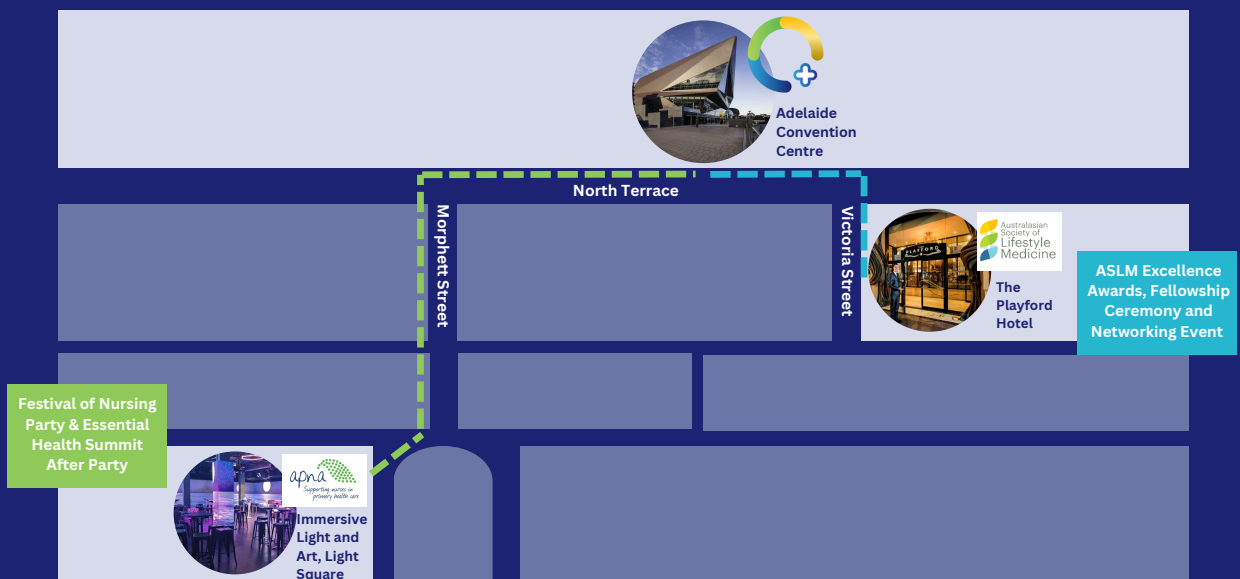 Adelaide
Convention
Centre
North Terrace
Morphett Street
Victoria Street
PLAYFORD
Australasian
Society of
Lifestyle
Medicine
The
Playford
Hotel
ASLM Excellence
Awards, Fellowship
Ceremony and
Networking Event
Festival of Nursing
Party & Essential
Health Summit
After Party
apna
Supporting nurses in
primary health care
Immersive
Light and
Art, Light
Square